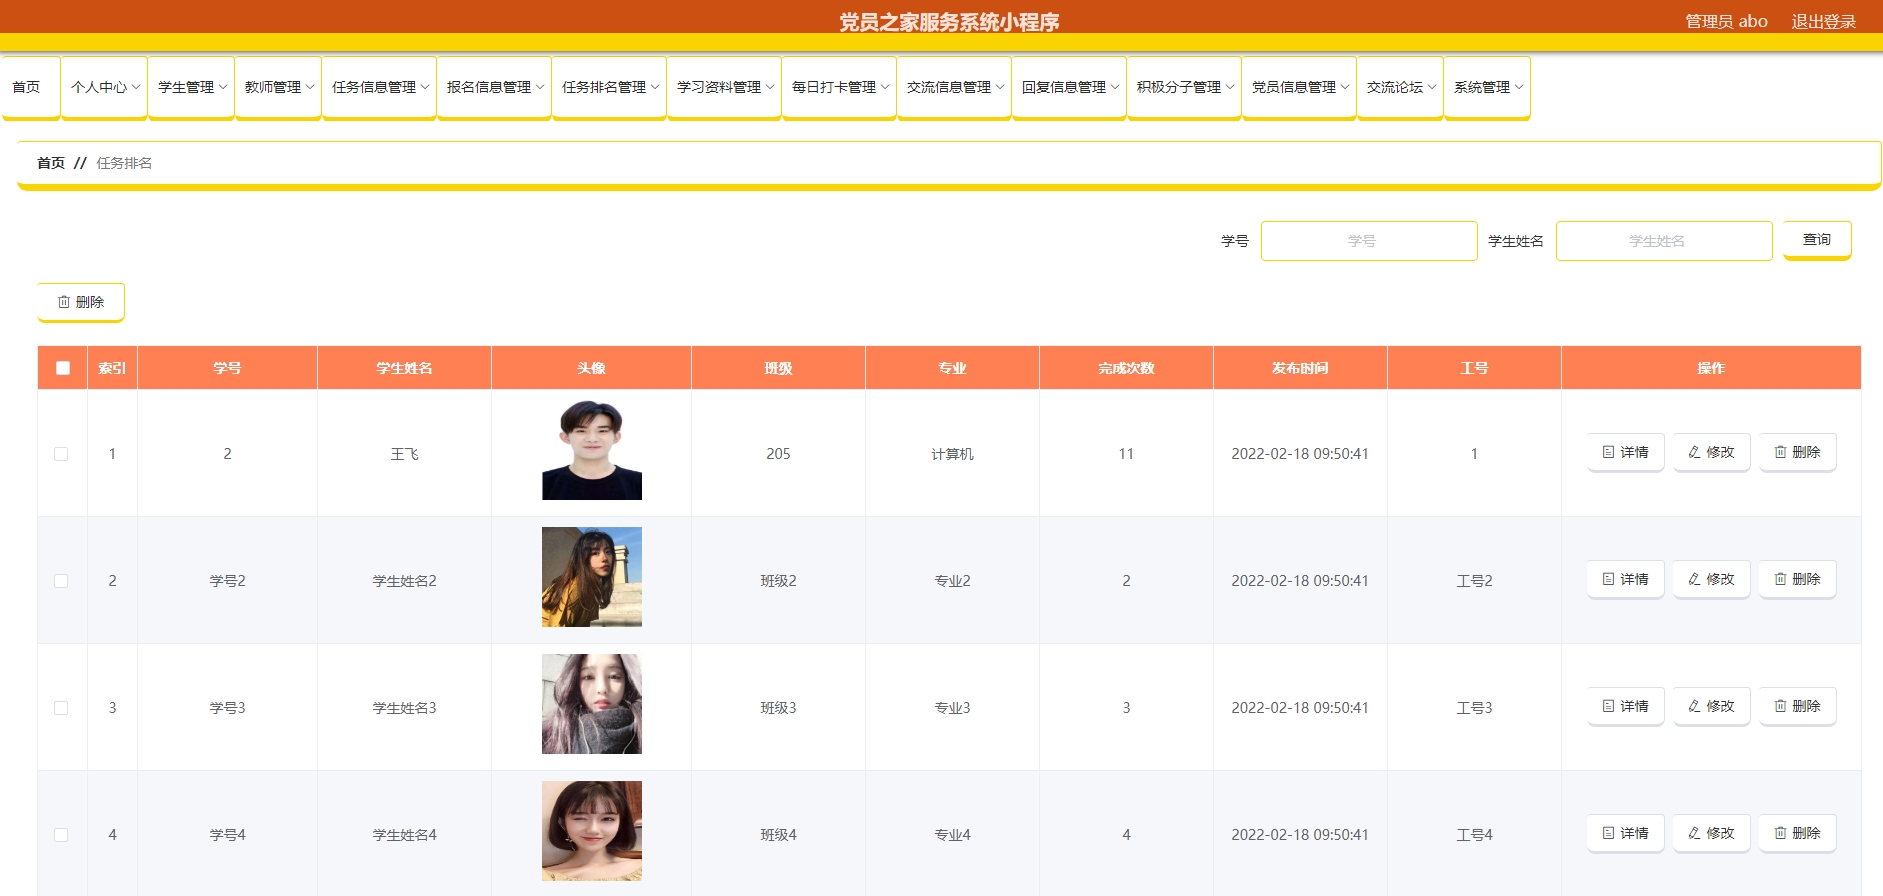 党员之家服务系统小程序
管理员 abo 退出登录
首页 个人中心 学生管理 教师管理 任务信息管理 报名信息管理 任务排名管理 学习资料管理 每日打卡管理 交流信息管理 回复信息管理 积极分子管理 党员信息管理 交流论坛 系统管理
首页 // 任务排名
学号 学号 学生姓名 学生姓名 查询
删除
索引 学号 学生姓名 头像 班级 专业 完成次数 发布时间 工号 操作
1 2 王飞 205 计算机 11 2022-02-18 09:50:41 1 详情 修改 删除
2 学号2 学生姓名2 班级2 专业2 2 2022-02-18 09:50:41 工号2 详情 修改 删除
3 学号3 学生姓名3 班级3 专业3 3 2022-02-18 09:50:41 工号3 详情 修改 删除
4 学号4 学生姓名4 班级4 专业4 4 2022-02-18 09:50:41 工号4 详情 修改 删除